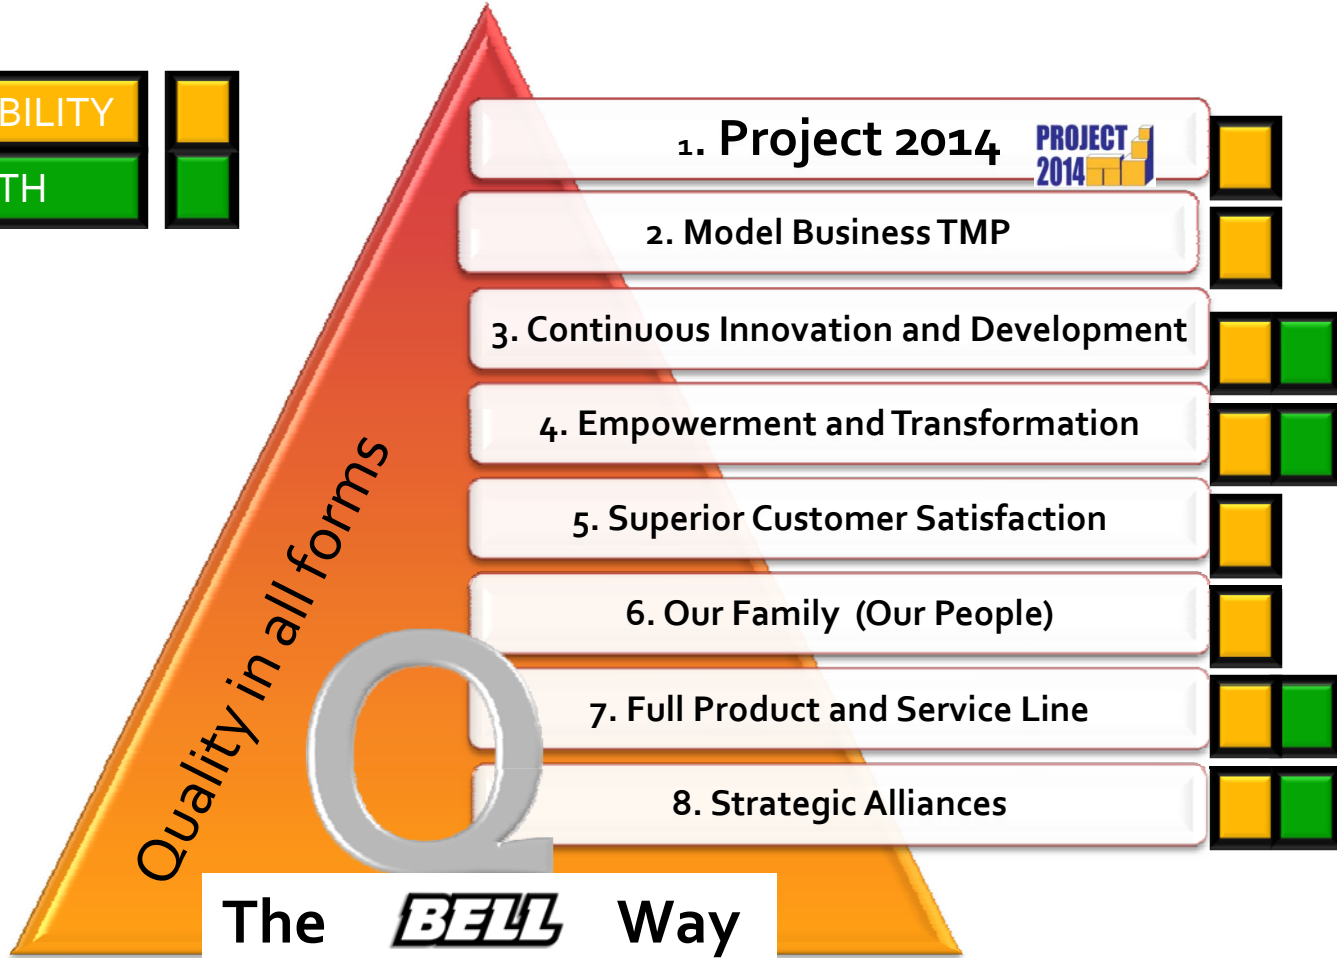 BILITY
TH
1. Project 2014
PROJECT
2014
2. Model Business TMP
3. Continuous Innovation and Development
4. Empowerment and Transformation
5. Superior Customer Satisfaction
6. Our Family (Our People)
7. Full Product and Service Line
8. Strategic Alliances
Quality in all forms
Q
The BELL Way